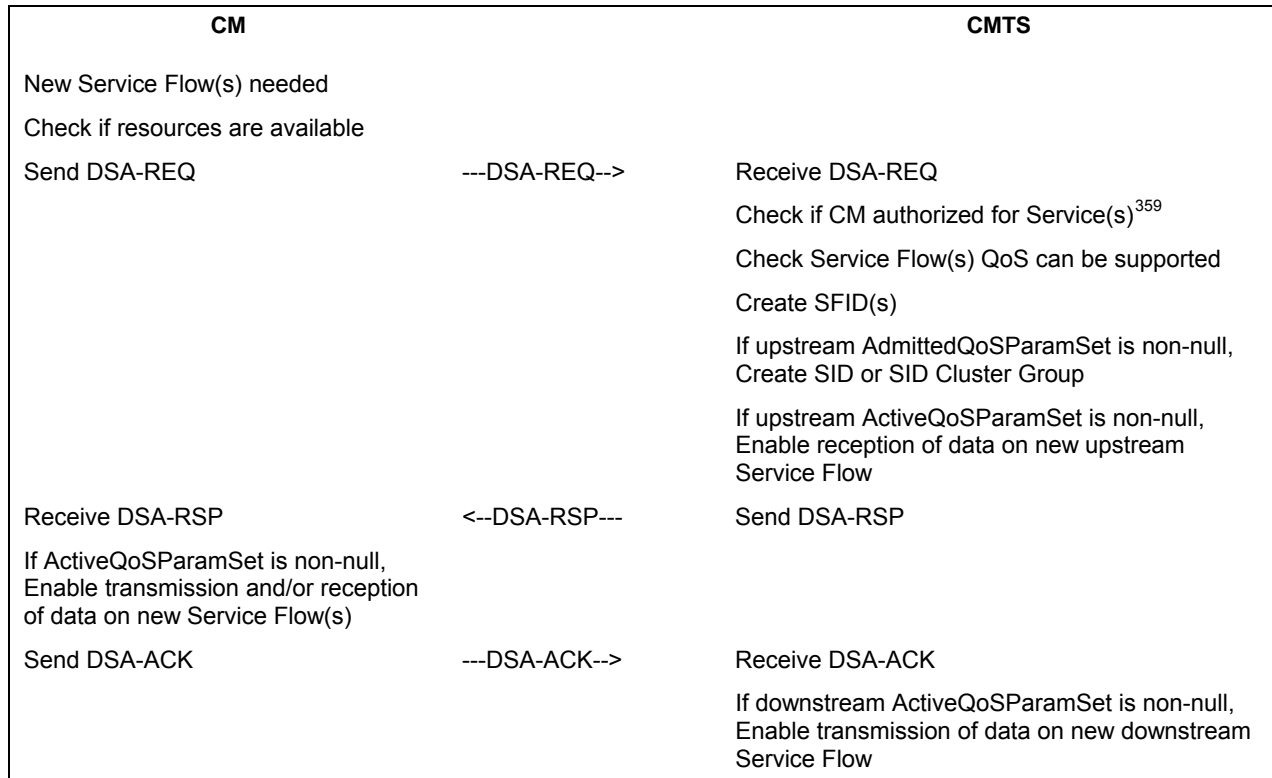 CM CMTS
New Service Flow(s) needed
Check if resources are available
Send DSA-REQ ---DSA-REQ--> Receive DSA-REQ
Check if CM authorized for Service(s)359
Check Service Flow(s) QoS can be supported
Create SFID(s)
If upstream AdmittedQoSParamSet is non-null,
Create SID or SID Cluster Group
If upstream ActiveQoSParamSet is non-null,
Enable reception of data on new upstream
Service Flow
Receive DSA-RSP <--DSA-RSP--- Send DSA-RSP
If ActiveQoSParamSet is non-null,
Enable transmission and/or reception
of data on new Service Flow(s)
Send DSA-ACK ---DSA-ACK--> Receive DSA-ACK
If downstream ActiveQoSParamSet is non-null,
Enable transmission of data on new downstream
Service Flow